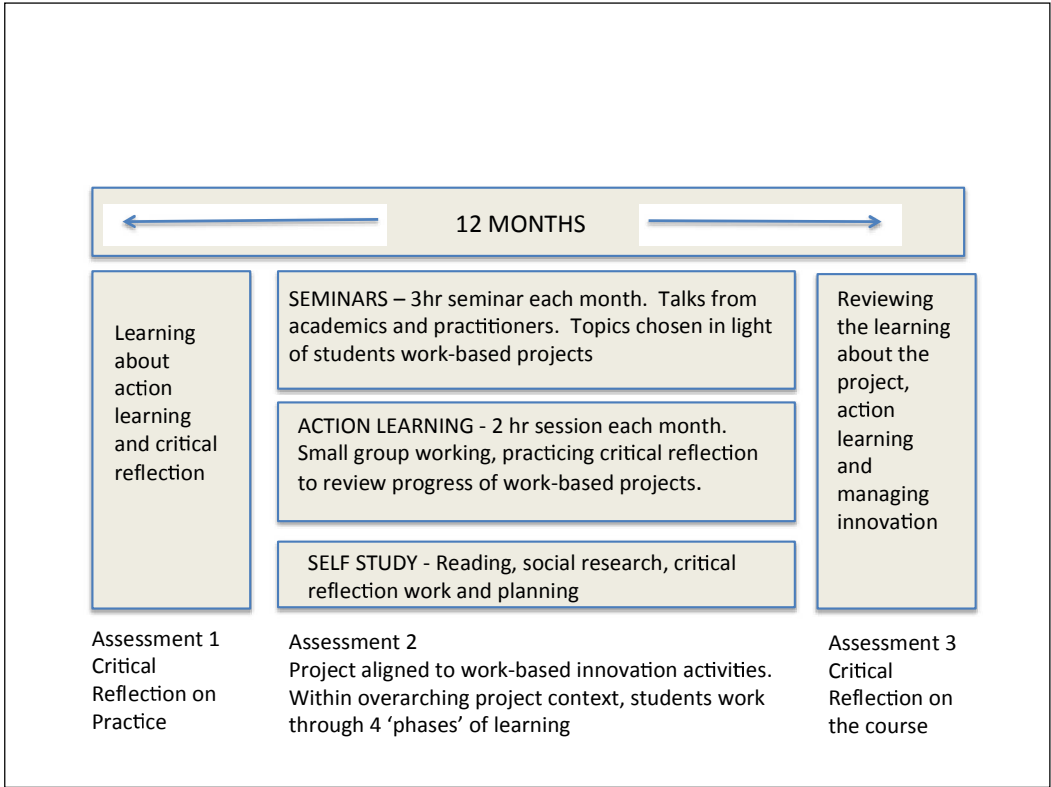 12 MONTHS
Learning
about
action
learning
and critical
reflection
SEMINARS – 3hr seminar each month.  Talks from
academics and practitioners.  Topics chosen in light
of students work-based projects
ACTION LEARNING - 2 hr session each month.
Small group working, practicing critical reflection
to review progress of work-based projects.
SELF STUDY - Reading, social research, critical
reflection work and planning
Reviewing
the learning
about the
project,
action
learning
and
managing
innovation
Assessment 1
Critical
Reflection on
Practice
Assessment 2
Project aligned to work-based innovation activities.
Within overarching project context, students work
through 4 ‘phases’ of learning
Assessment 3
Critical
Reflection on
the course